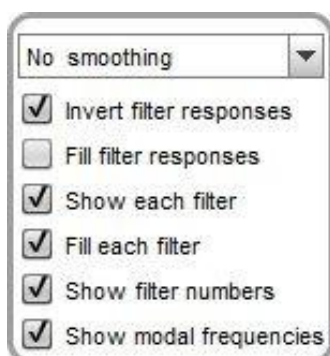 No smoothing
Invert filter responses
Fill filter responses
Show each filter
Fill each filter
Show filter numbers
Show modal frequencies